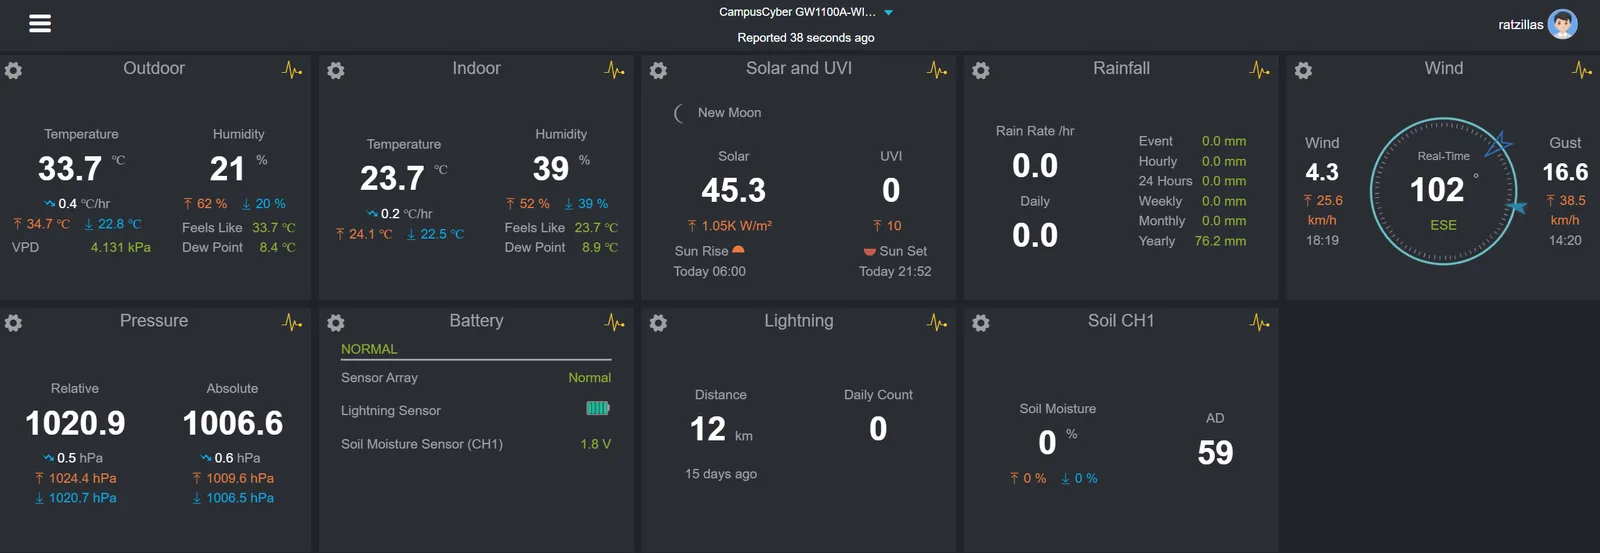 CampusCyber GW1100A-WI...
Reported 38 seconds ago
ratzillas
Outdoor
Temperature
33.7 ℃
0.4 ℃/hr
34.7 ℃ 22.8 ℃
Humidity
21 %
62 % 20 %
Feels Like 33.7 ℃
VPD 4.131 kPa
Dew Point 8.4 ℃
Indoor
Temperature
23.7 ℃
0.2 ℃/hr
24.1 ℃ 22.5 ℃
Humidity
39 %
52 % 39 %
Feels Like 23.7 ℃
Dew Point 8.9 ℃
Solar and UVI
New Moon
Solar
45.3
1.05K W/m²
UVI
0
10
Sun Rise
Today 06:00
Sun Set
Today 21:52
Rainfall
Rain Rate /hr
0.0
Daily
0.0
Event 0.0 mm
Hourly 0.0 mm
24 Hours 0.0 mm
Weekly 0.0 mm
Monthly 0.0 mm
Yearly 76.2 mm
Wind
Wind
4.3
25.6
km/h
18:19
Real-Time
102 °
ESE
Gust
16.6
38.5
km/h
14:20
Pressure
Relative
1020.9
0.5 hPa
1024.4 hPa
1020.7 hPa
Absolute
1006.6
0.6 hPa
1009.6 hPa
1006.5 hPa
Battery
NORMAL
Sensor Array Normal
Lightning Sensor
Soil Moisture Sensor (CH1) 1.8 V
Lightning
Distance
12 km
15 days ago
Daily Count
0
Soil CH1
Soil Moisture
0 %
0 % 0 %
AD
59